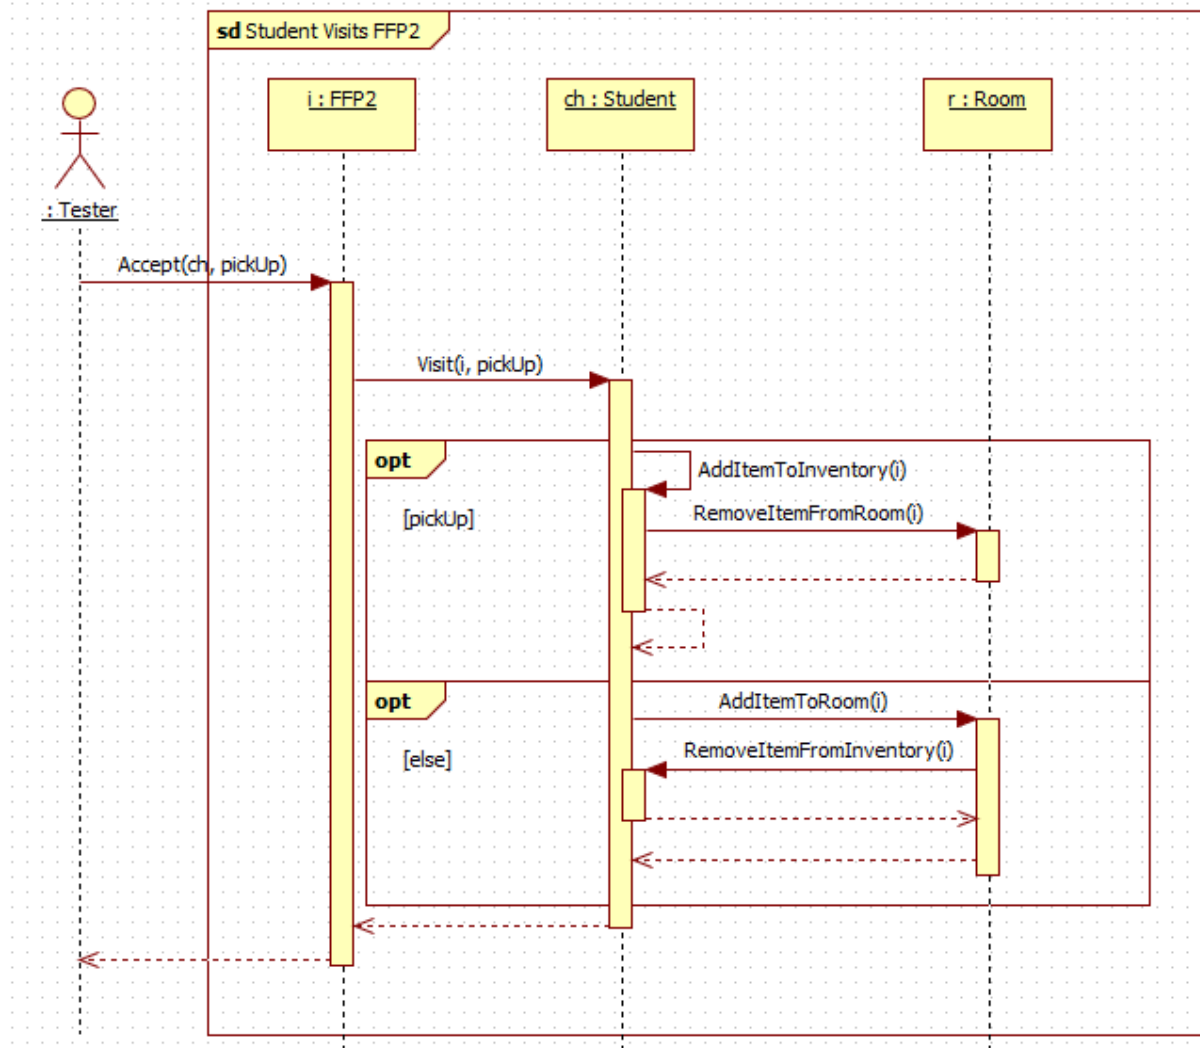 sd Student Visits FFP2
i : FFP2
ch : Student
r : Room
: Tester
Accept(ch, pickUp)
Visit(i, pickUp)
opt
AddItemToInventory(i)
[pickUp]
RemoveItemFromRoom(i)
opt
AddItemToRoom(i)
[else]
RemoveItemFromInventory(i)